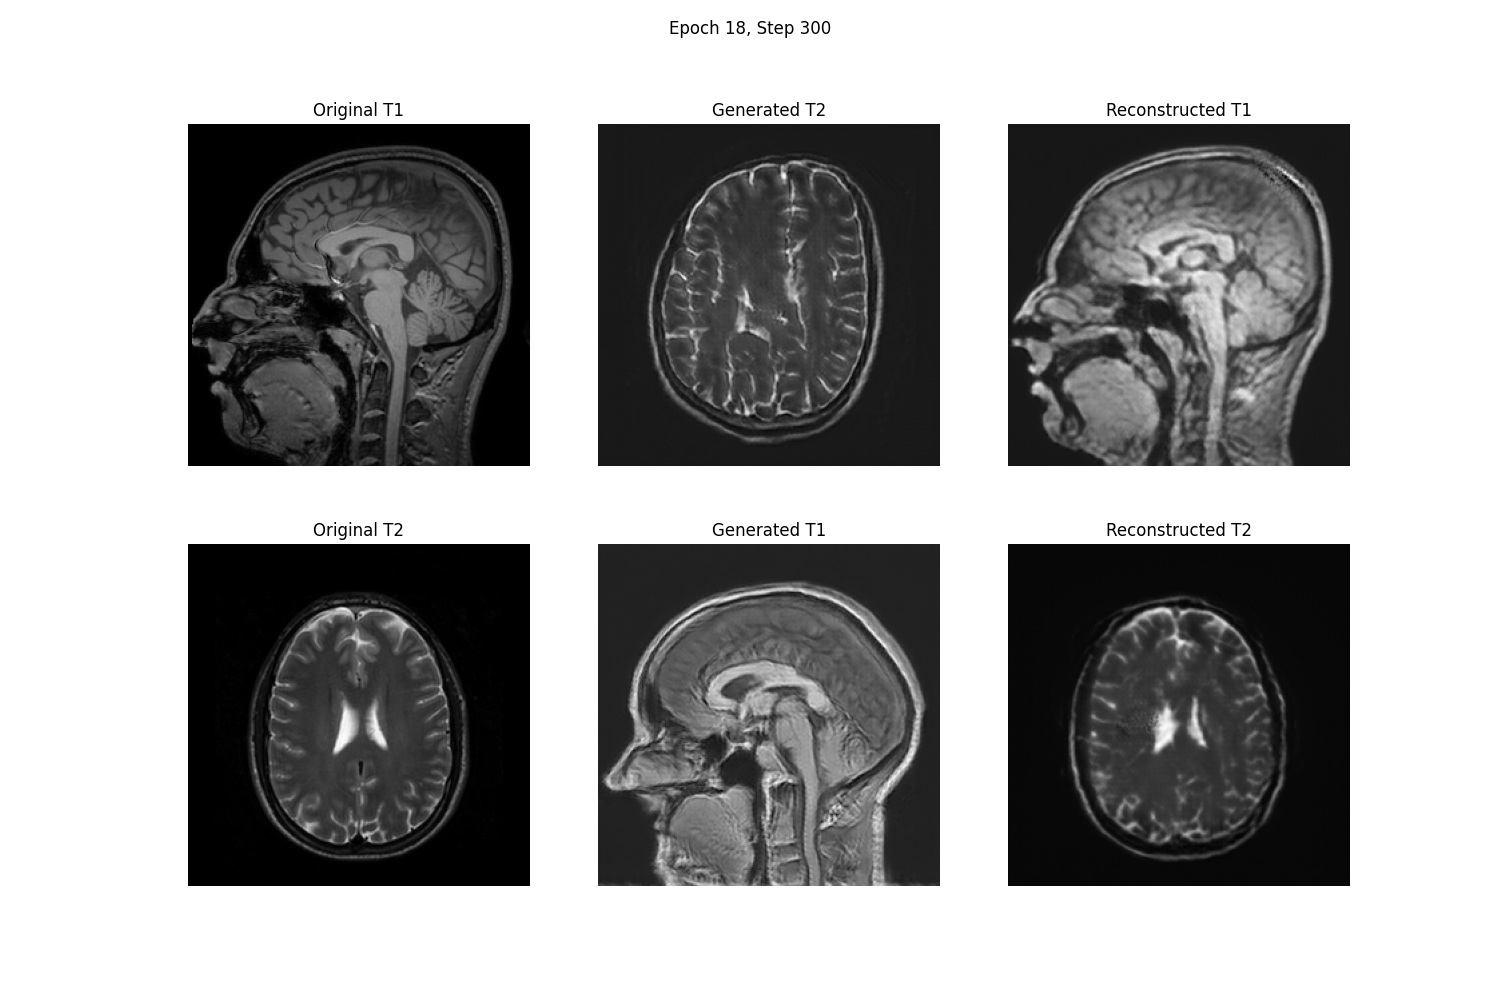 Epoch 18, Step 300
Original T1
Generated T2
Reconstructed T1
Original T2
Generated T1
Reconstructed T2